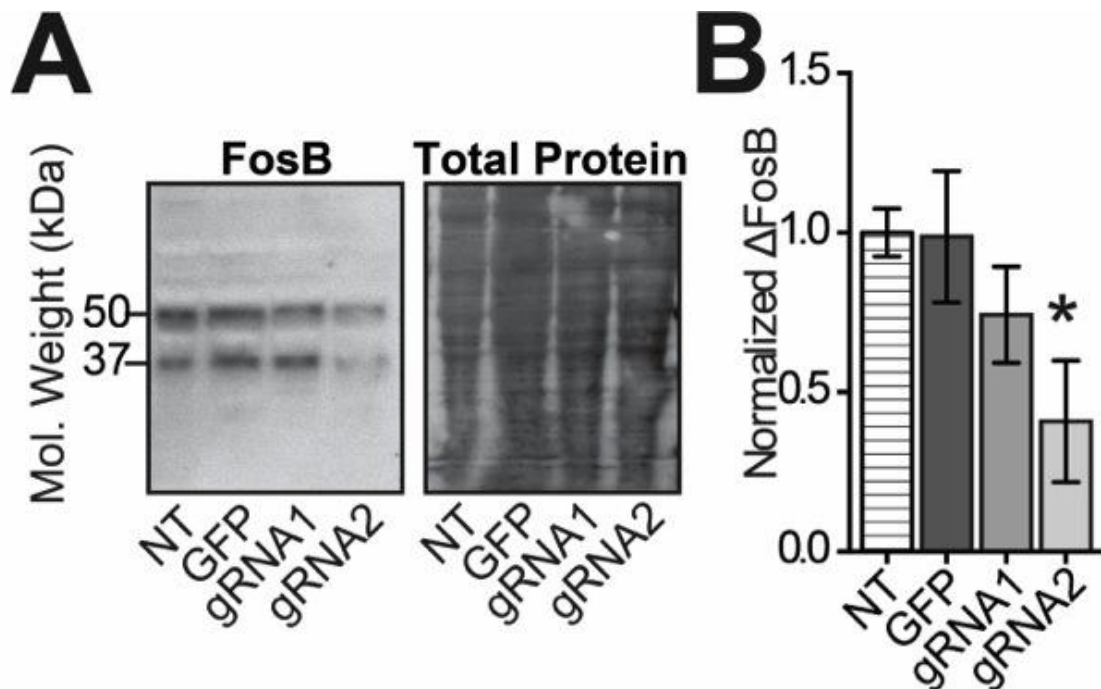 A
FosB
Total Protein
Mol. Weight (kDa)
50
37
NT
GFP
gRNA1
gRNA2
NT
GFP
gRNA1
gRNA2
B
Normalized ΔFosB
1.5
1.0
0.5
0.0
*
NT
GFP
gRNA1
gRNA2